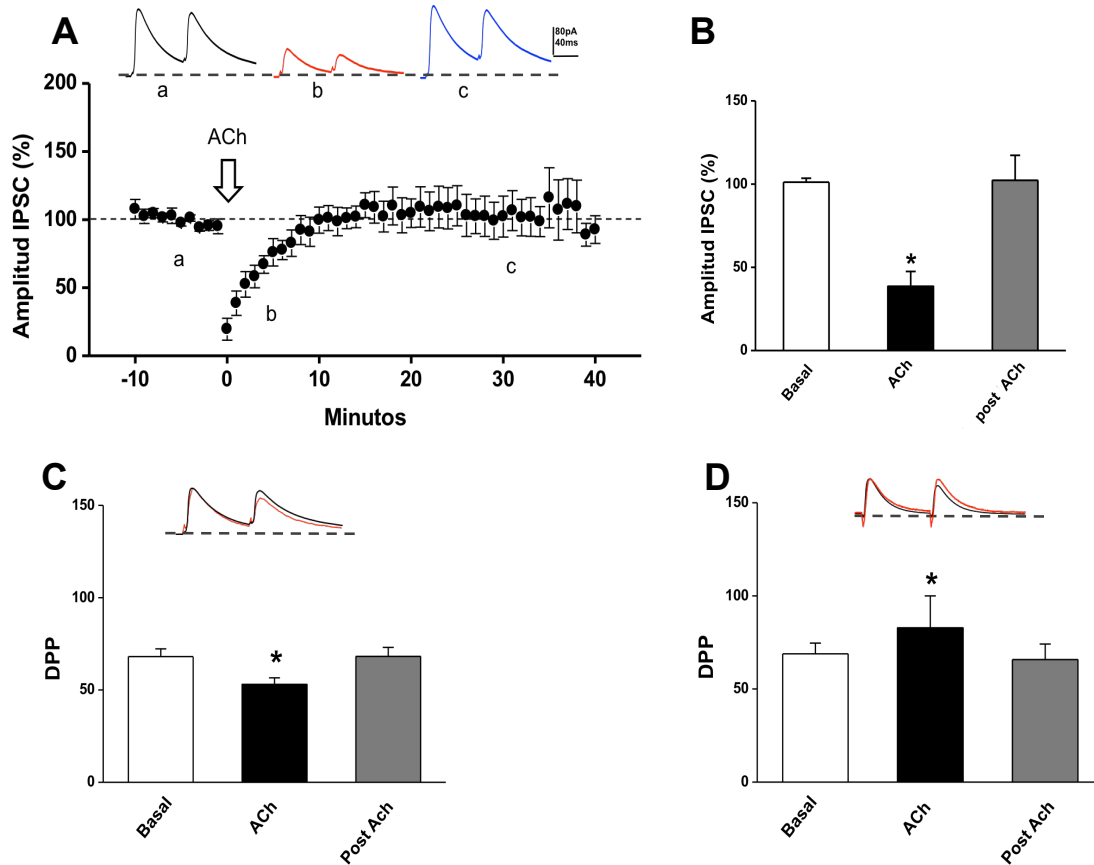 A
80pA
40ms
a
b
c
200
150
100
50
0
Amplitud IPSC (%)
ACh
a
b
c
-10 0 10 20 30 40
Minutos
B
150
100
50
0
Amplitud IPSC (%)
*
Basal
ACh
post ACh
C
150
100
50
0
DPP
*
Basal
ACh
Post Ach
D
150
100
50
0
DPP
*
Basal
ACh
Post Ach